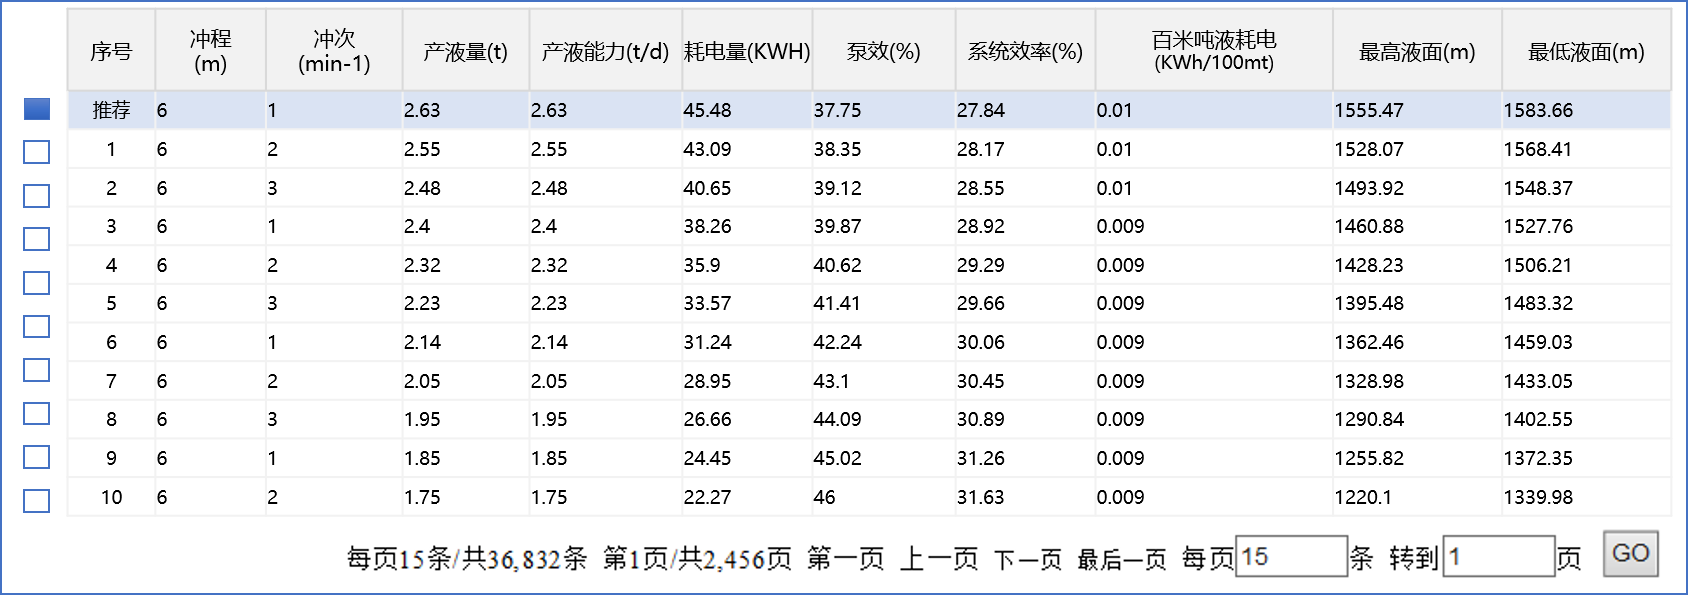 序号 冲程(m) 冲次(min-1) 产液量(t) 产液能力(t/d) 耗电量(KWH) 泵效(%) 系统效率(%) 百米吨液耗电(KWh/100mt) 最高液面(m) 最低液面(m)
推荐 6 1 2.63 2.63 45.48 37.75 27.84 0.01 1555.47 1583.66
1 6 2 2.55 2.55 43.09 38.35 28.17 0.01 1528.07 1568.41
2 6 3 2.48 2.48 40.65 39.12 28.55 0.01 1493.92 1548.37
3 6 1 2.4 2.4 38.26 39.87 28.92 0.009 1460.88 1527.76
4 6 2 2.32 2.32 35.9 40.62 29.29 0.009 1428.23 1506.21
5 6 3 2.23 2.23 33.57 41.41 29.66 0.009 1395.48 1483.32
6 6 1 2.14 2.14 31.24 42.24 30.06 0.009 1362.46 1459.03
7 6 2 2.05 2.05 28.95 43.1 30.45 0.009 1328.98 1433.05
8 6 3 1.95 1.95 26.66 44.09 30.89 0.009 1290.84 1402.55
9 6 1 1.85 1.85 24.45 45.02 31.26 0.009 1255.82 1372.35
10 6 2 1.75 1.75 22.27 46 31.63 0.009 1220.1 1339.98
每页15条/共36,832条 第1页/共2,456页 第一页 上一页 下一页 最后一页 每页15条 转到1页 GO